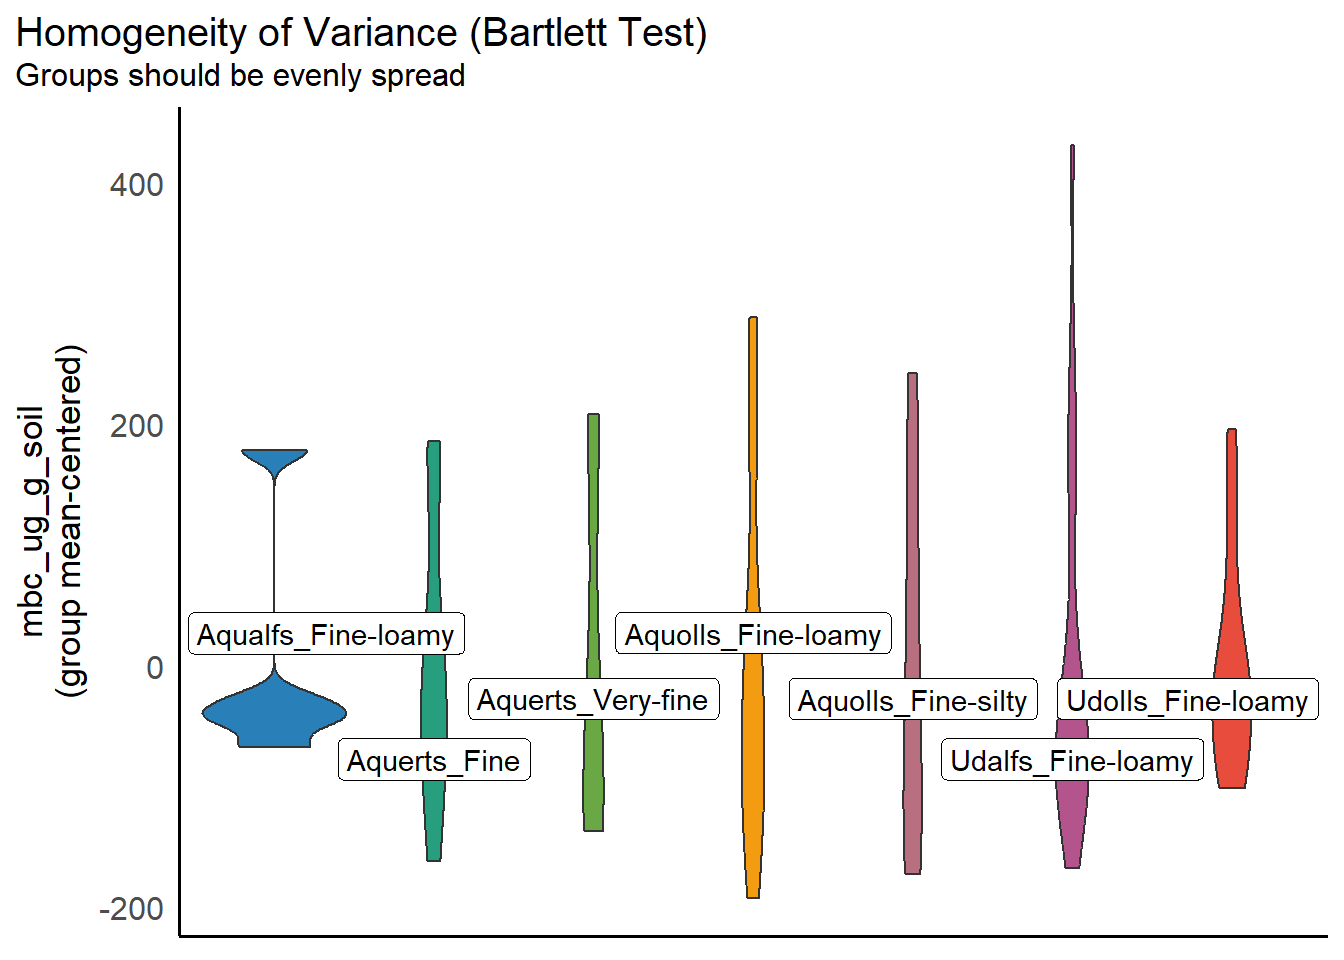 Homogeneity of Variance (Bartlett Test)
Groups should be evenly spread
mbc_ug_g_soil
(group mean-centered)
400
200
0
-200
Aqualfs_Fine-loamy
Aquerts_Fine
Aquerts_Very-fine
Aquolls_Fine-loamy
Aquolls_Fine-silty
Udalfs_Fine-loamy
Udolls_Fine-loamy